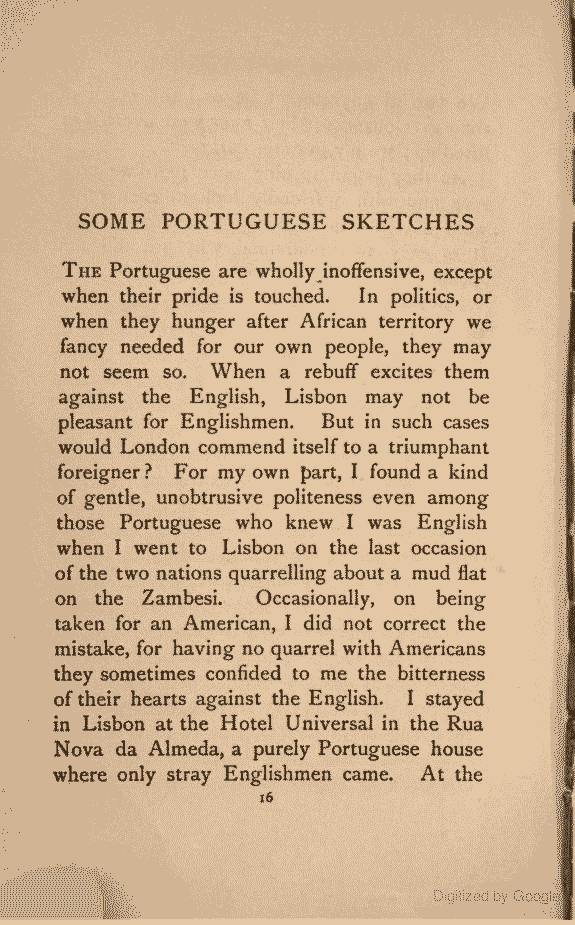 SOME PORTUGUESE SKETCHES
THE Portuguese are wholly inoffensive, except
when their pride is touched. In politics, or
when they hunger after African territory we
fancy needed for our own people, they may
not seem so. When a rebuff excites them
against the English, Lisbon may not be
pleasant for Englishmen. But in such cases
would London commend itself to a triumphant
foreigner? For my own part, I found a kind
of gentle, unobtrusive politeness even among
those Portuguese who knew I was English
when I went to Lisbon on the last occasion
of the two nations quarrelling about a mud flat
on the Zambesi. Occasionally, on being
taken for an American, I did not correct the
mistake, for having no quarrel with Americans
they sometimes confided to me the bitterness
of their hearts against the English. I stayed
in Lisbon at the Hotel Universal in the Rua
Nova da Almeda, a purely Portuguese house
where only stray Englishmen came. At the
16
Digitized by Google